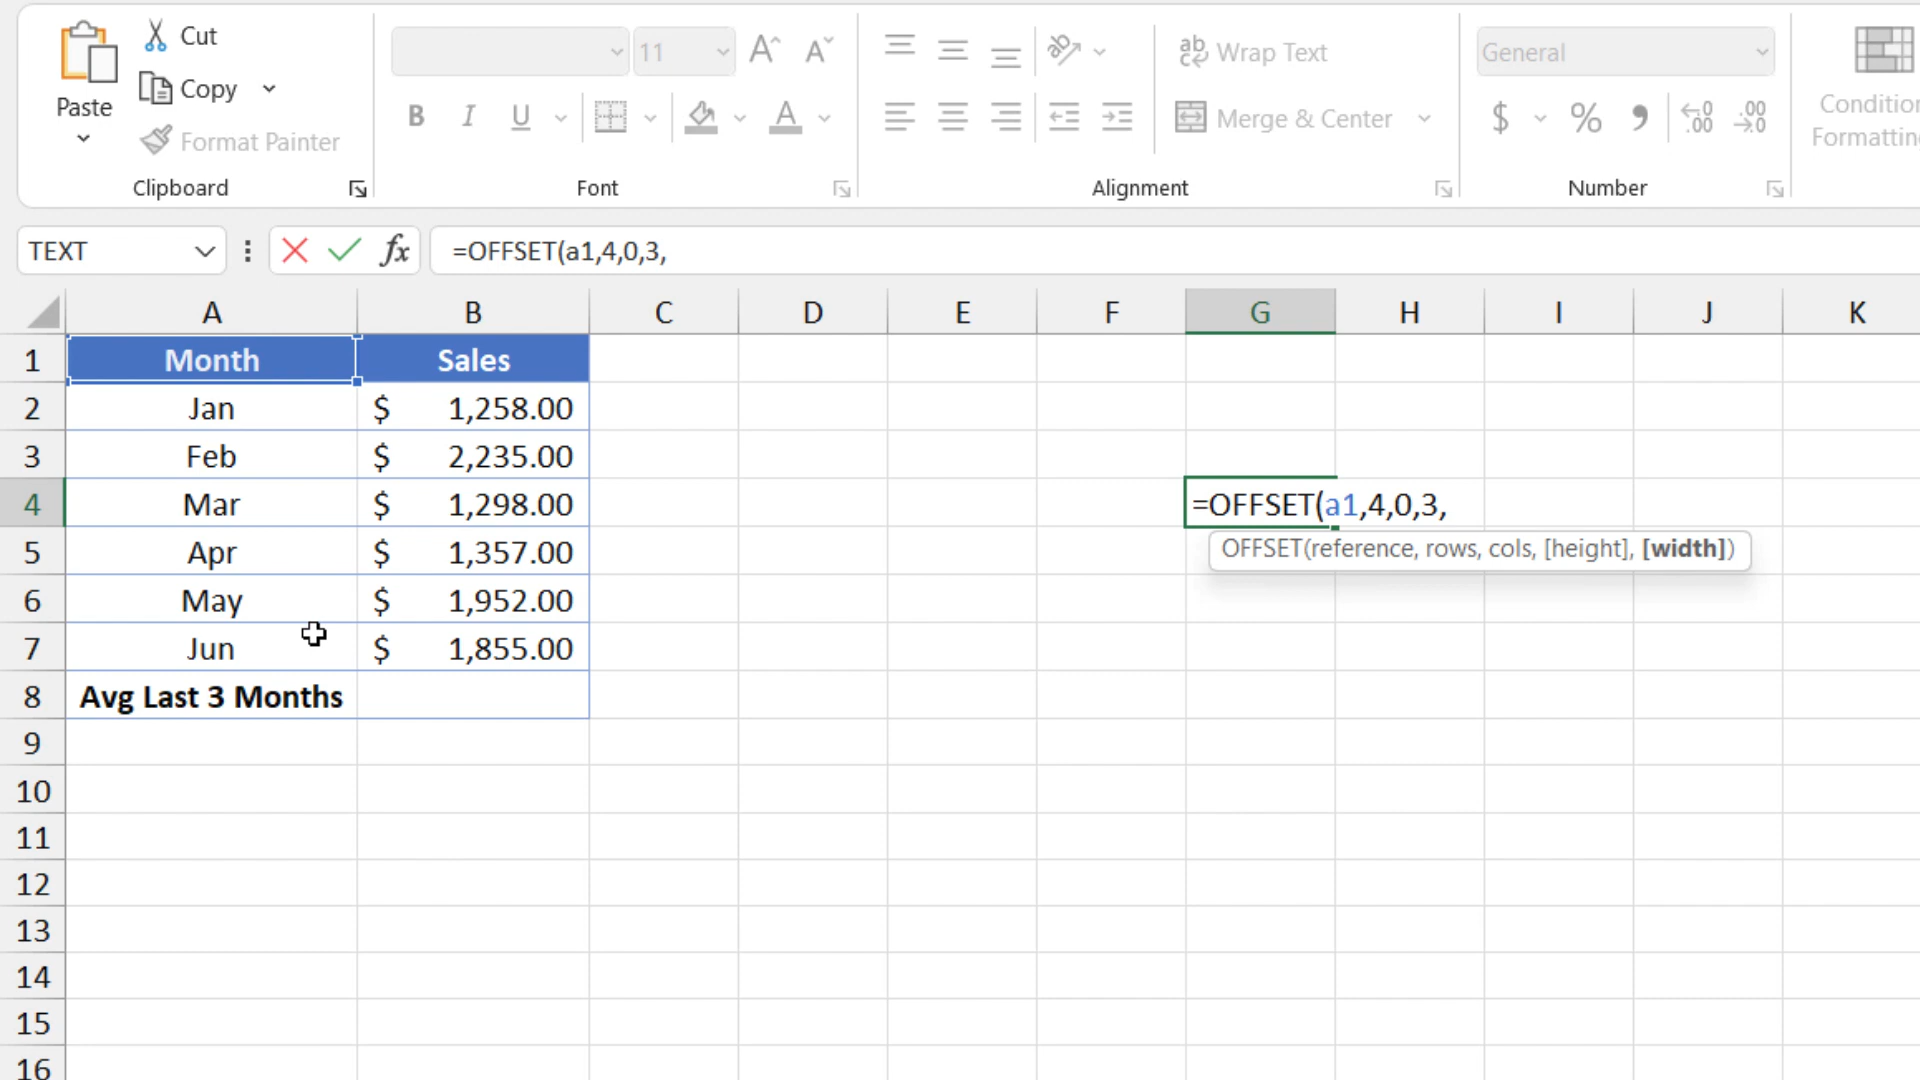 Paste
Cut
Copy
Format Painter
Clipboard
11
B I U
Font
Wrap Text
Merge & Center
Alignment
General
$ %
Number
Condition
Formatting
TEXT
fx
=OFFSET(a1,4,0,3,
A B C D E F G H I J K
1 Month Sales
2 Jan $ 1,258.00
3 Feb $ 2,235.00
4 Mar $ 1,298.00 =OFFSET(a1,4,0,3,
5 Apr $ 1,357.00 OFFSET(reference, rows, cols, [height], [width])
6 May $ 1,952.00
7 Jun $ 1,855.00
8 Avg Last 3 Months
9
10
11
12
13
14
15
16